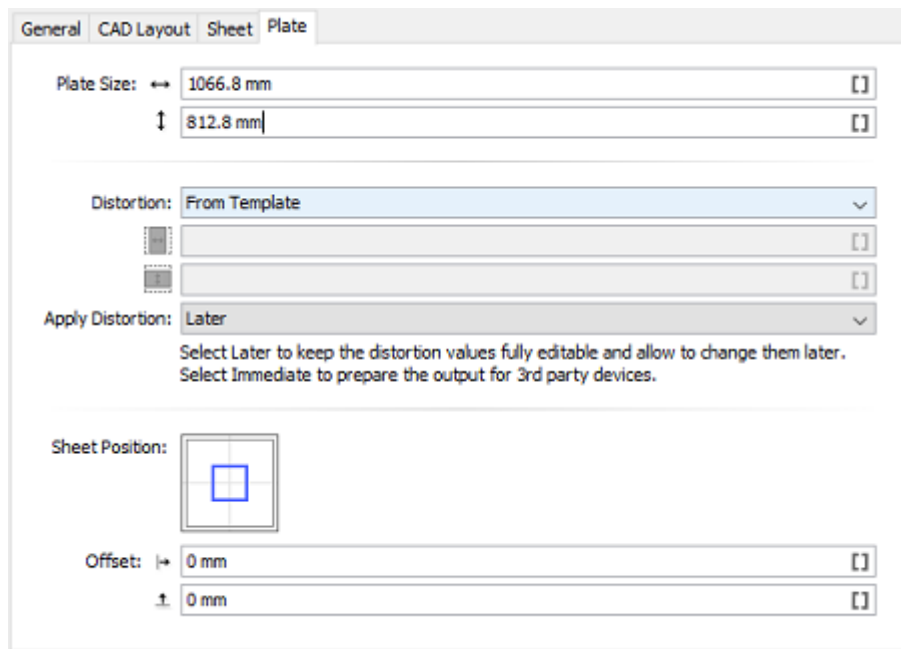 General CAD Layout Sheet Plate
Plate Size: 1066.8 mm
812.8 mm
Distortion: From Template
Apply Distortion: Later
Select Later to keep the distortion values fully editable and allow to change them later.
Select Immediate to prepare the output for 3rd party devices.
Sheet Position:
Offset: 0 mm
0 mm